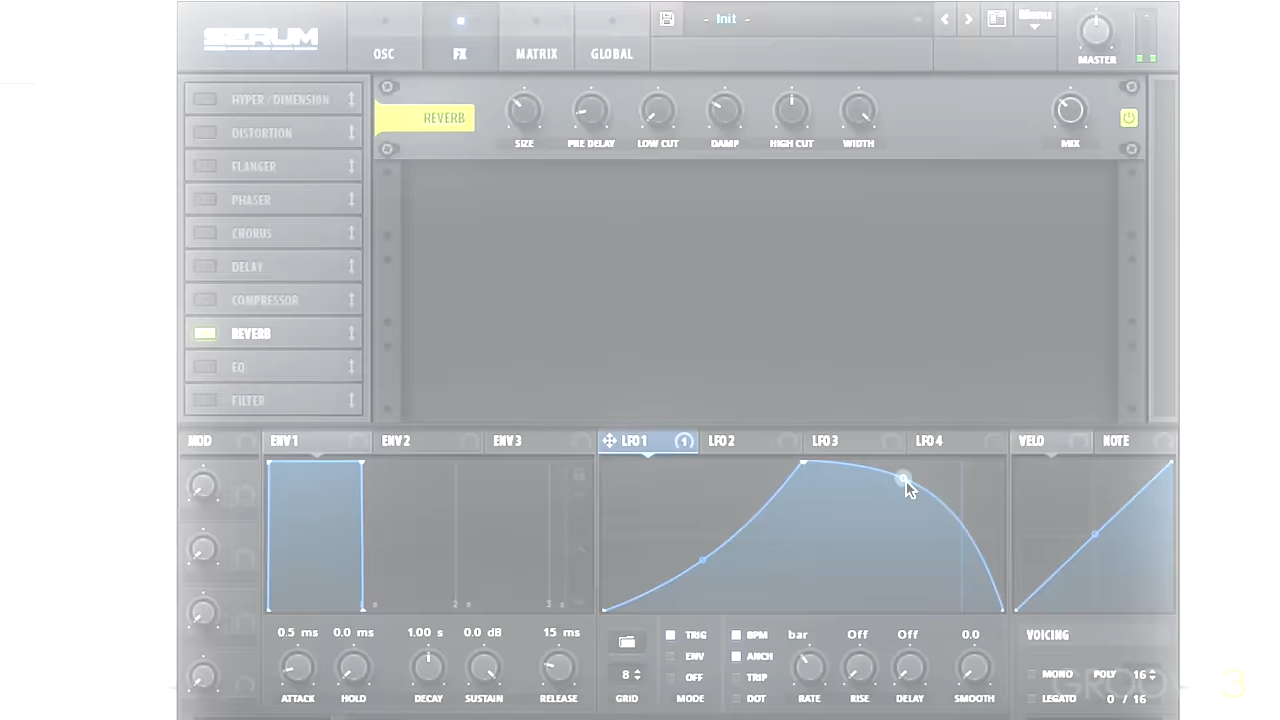 SERUM
OSC FX MATRIX GLOBAL
- Init -
Menu
MASTER
HYPER / DIMENSION
DISTORTION
FLANGER
PHASER
CHORUS
DELAY
COMPRESSOR
REVERB
EQ
FILTER
REVERB
SIZE PRE DELAY LOW CUT DAMP HIGH CUT WIDTH MIX
MOD ENV 1 ENV 2 ENV 3 LFO 1 1 LFO 2 LFO 3 LFO 4 VELO NOTE
s 2 s 3 s
0.5 ms 0.0 ms 1.00 s 0.0 dB 15 ms
ATTACK HOLD DECAY SUSTAIN RELEASE
8
GRID
TRIG
ENV
OFF
MODE
BPM
ANCH
TRIP
DOT
bar Off Off 0.0
RATE RISE DELAY SMOOTH
VOICING
MONO POLY 16
LEGATO 0 / 16
3